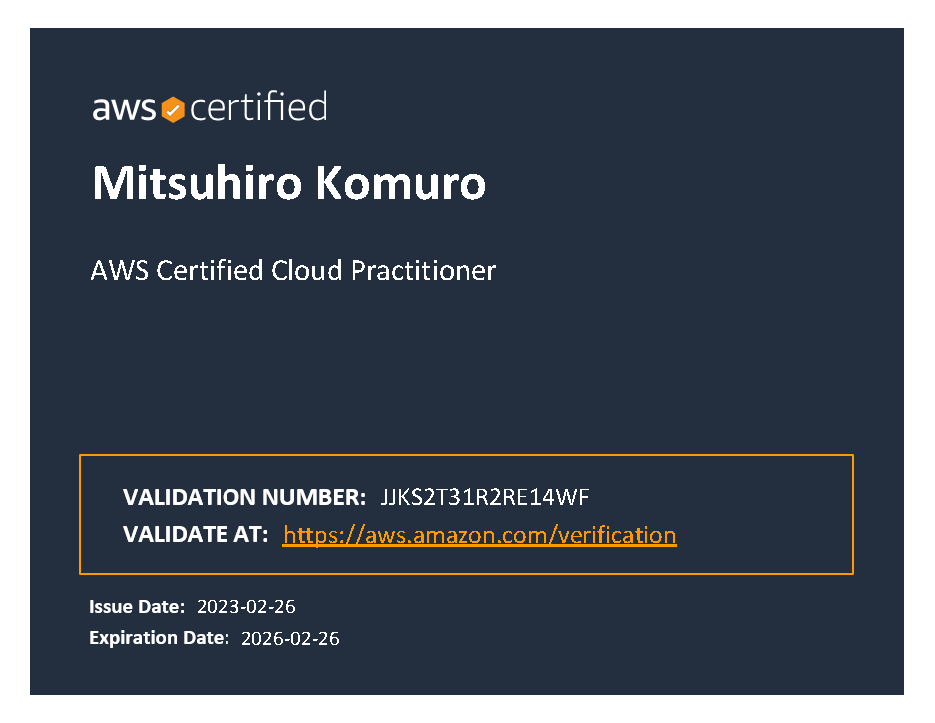 aws certified
Mitsuhiro Komuro
AWS Certified Cloud Practitioner
VALIDATION NUMBER: JJKS2T31R2RE14WF
VALIDATE AT: https://aws.amazon.com/verification
Issue Date: 2023-02-26
Expiration Date: 2026-02-26